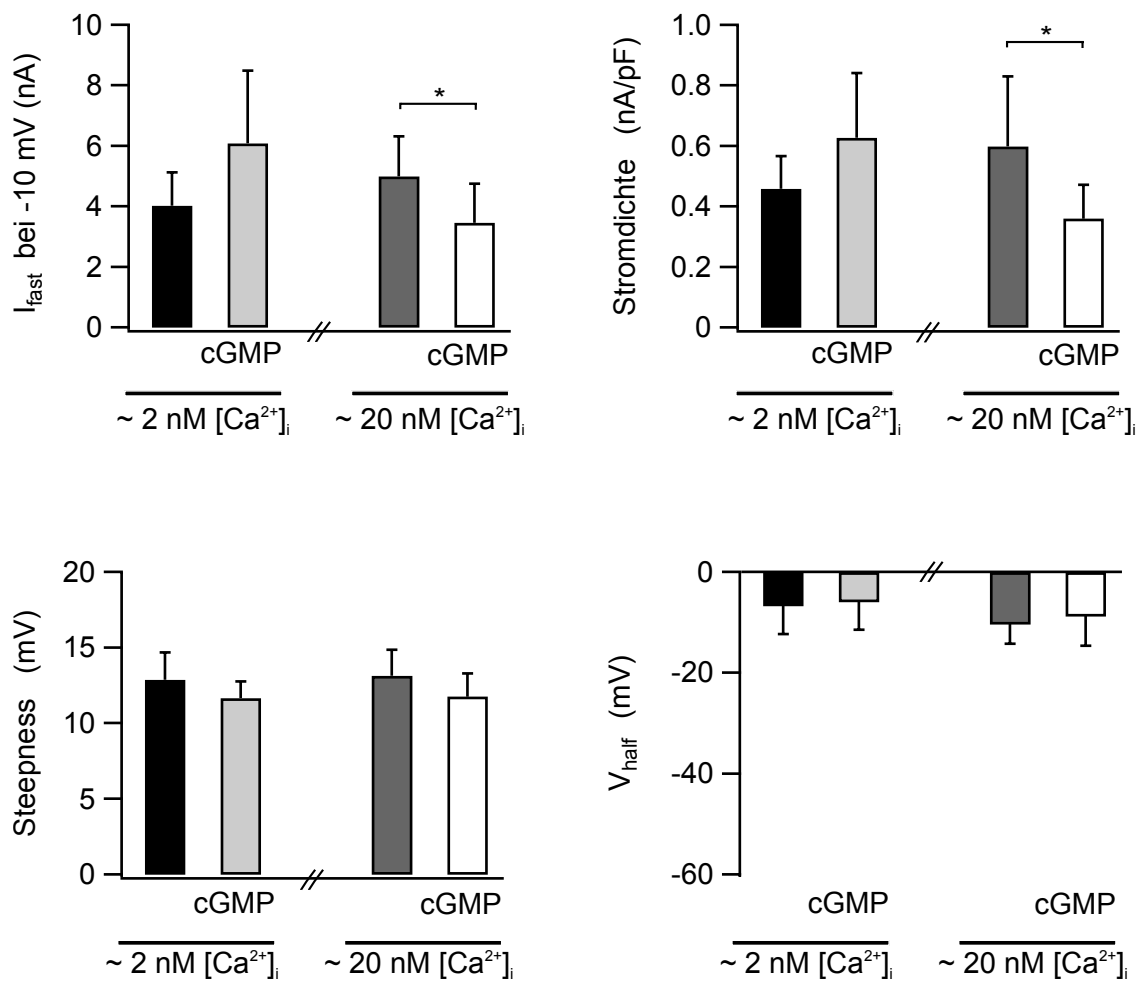 I_fast bei -10 mV (nA)
10
8
6
4
2
0
*
cGMP
cGMP
~ 2 nM [Ca²⁺]ᵢ
~ 20 nM [Ca²⁺]ᵢ
Stromdichte (nA/pF)
1.0
0.8
0.6
0.4
0.2
0
*
cGMP
cGMP
~ 2 nM [Ca²⁺]ᵢ
~ 20 nM [Ca²⁺]ᵢ
Steepness (mV)
20
15
10
5
0
cGMP
cGMP
~ 2 nM [Ca²⁺]ᵢ
~ 20 nM [Ca²⁺]ᵢ
V_half (mV)
0
-20
-40
-60
cGMP
cGMP
~ 2 nM [Ca²⁺]ᵢ
~ 20 nM [Ca²⁺]ᵢ